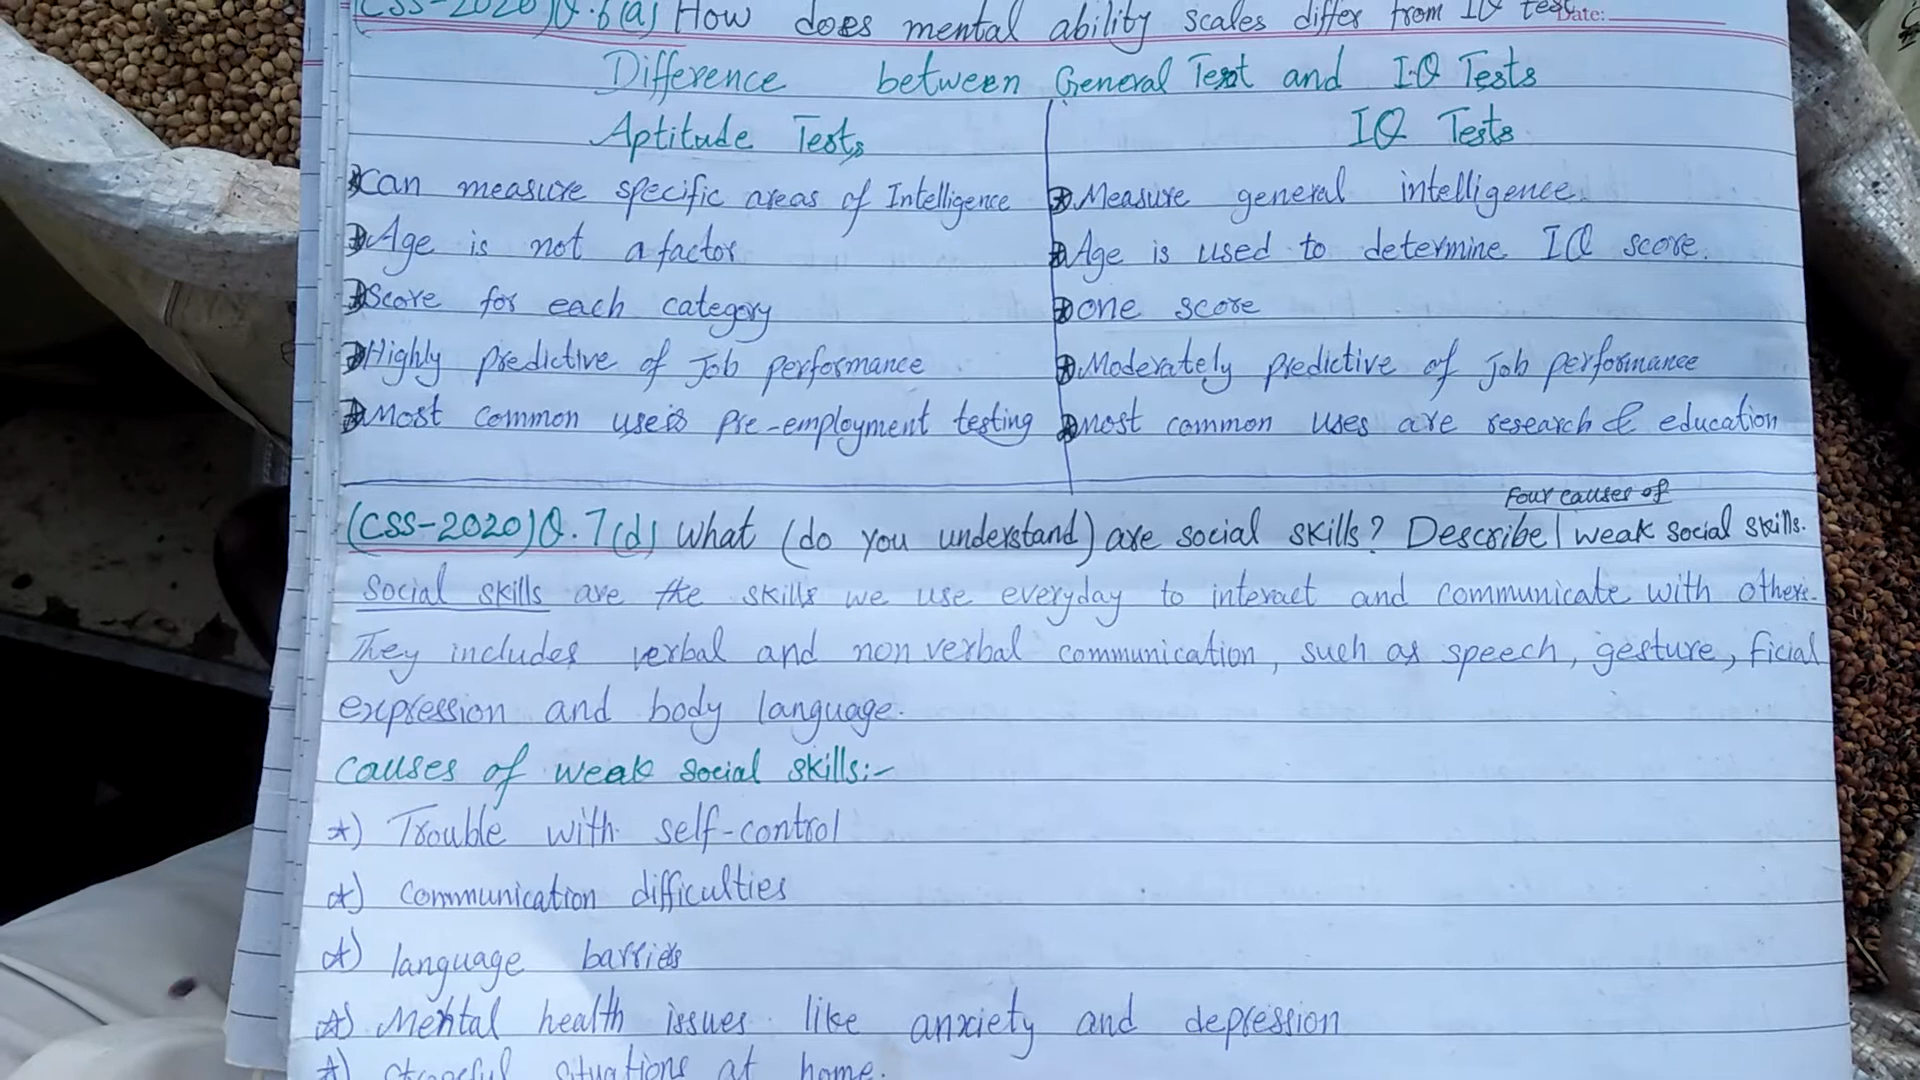 (CSS-2020)Q.6(a) How does mental ability scales differ from IQ test
Date:
Difference between General Test and I.Q Tests
Aptitude Tests
IQ Tests
Can measure specific areas of Intelligence
Measure general intelligence.
Age is not a factor
Age is used to determine IQ score.
Score for each category
one score
Highly predictive of Job performance
Moderately predictive of Job performance
Most common use is Pre-employment testing
most common uses are research & education
Four causes of
(CSS-2020)Q.7(d) What (do you understand) are social skills? Describe | weak social skills.
Social skills are the skills we use everyday to interact and communicate with others.
They includes verbal and non verbal communication, such as speech, gesture, ficial
expression and body language.
Causes of weak social skills:-
*) Trouble with self-control
*) Communication difficulties
*) language barries
*) Mental health issues like anxiety and depression
*) Stressful situations at home.